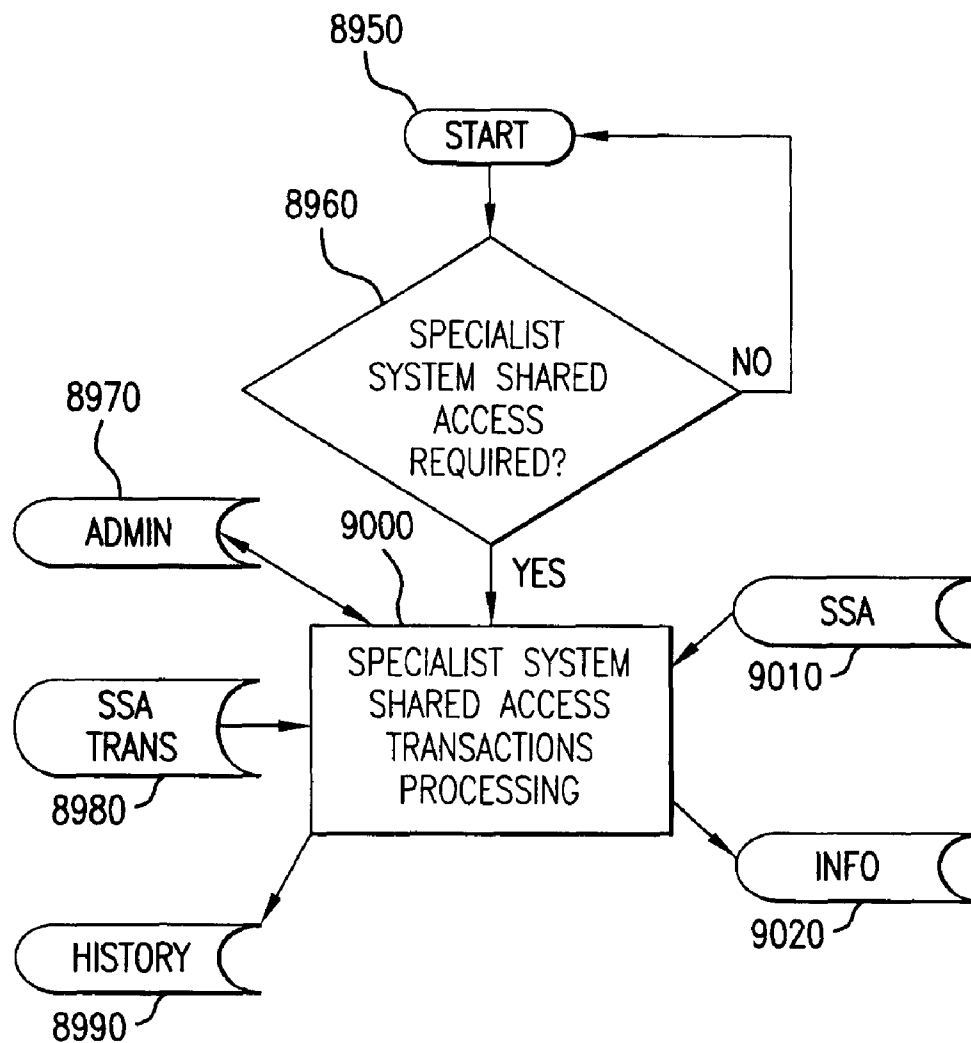 8950
START
8960
SPECIALIST
SYSTEM SHARED
ACCESS
REQUIRED?
NO
8970
ADMIN
9000
YES
SSA
9010
SPECIALIST SYSTEM
SHARED ACCESS
TRANSACTIONS
PROCESSING
SSA
TRANS
8980
INFO
9020
HISTORY
8990